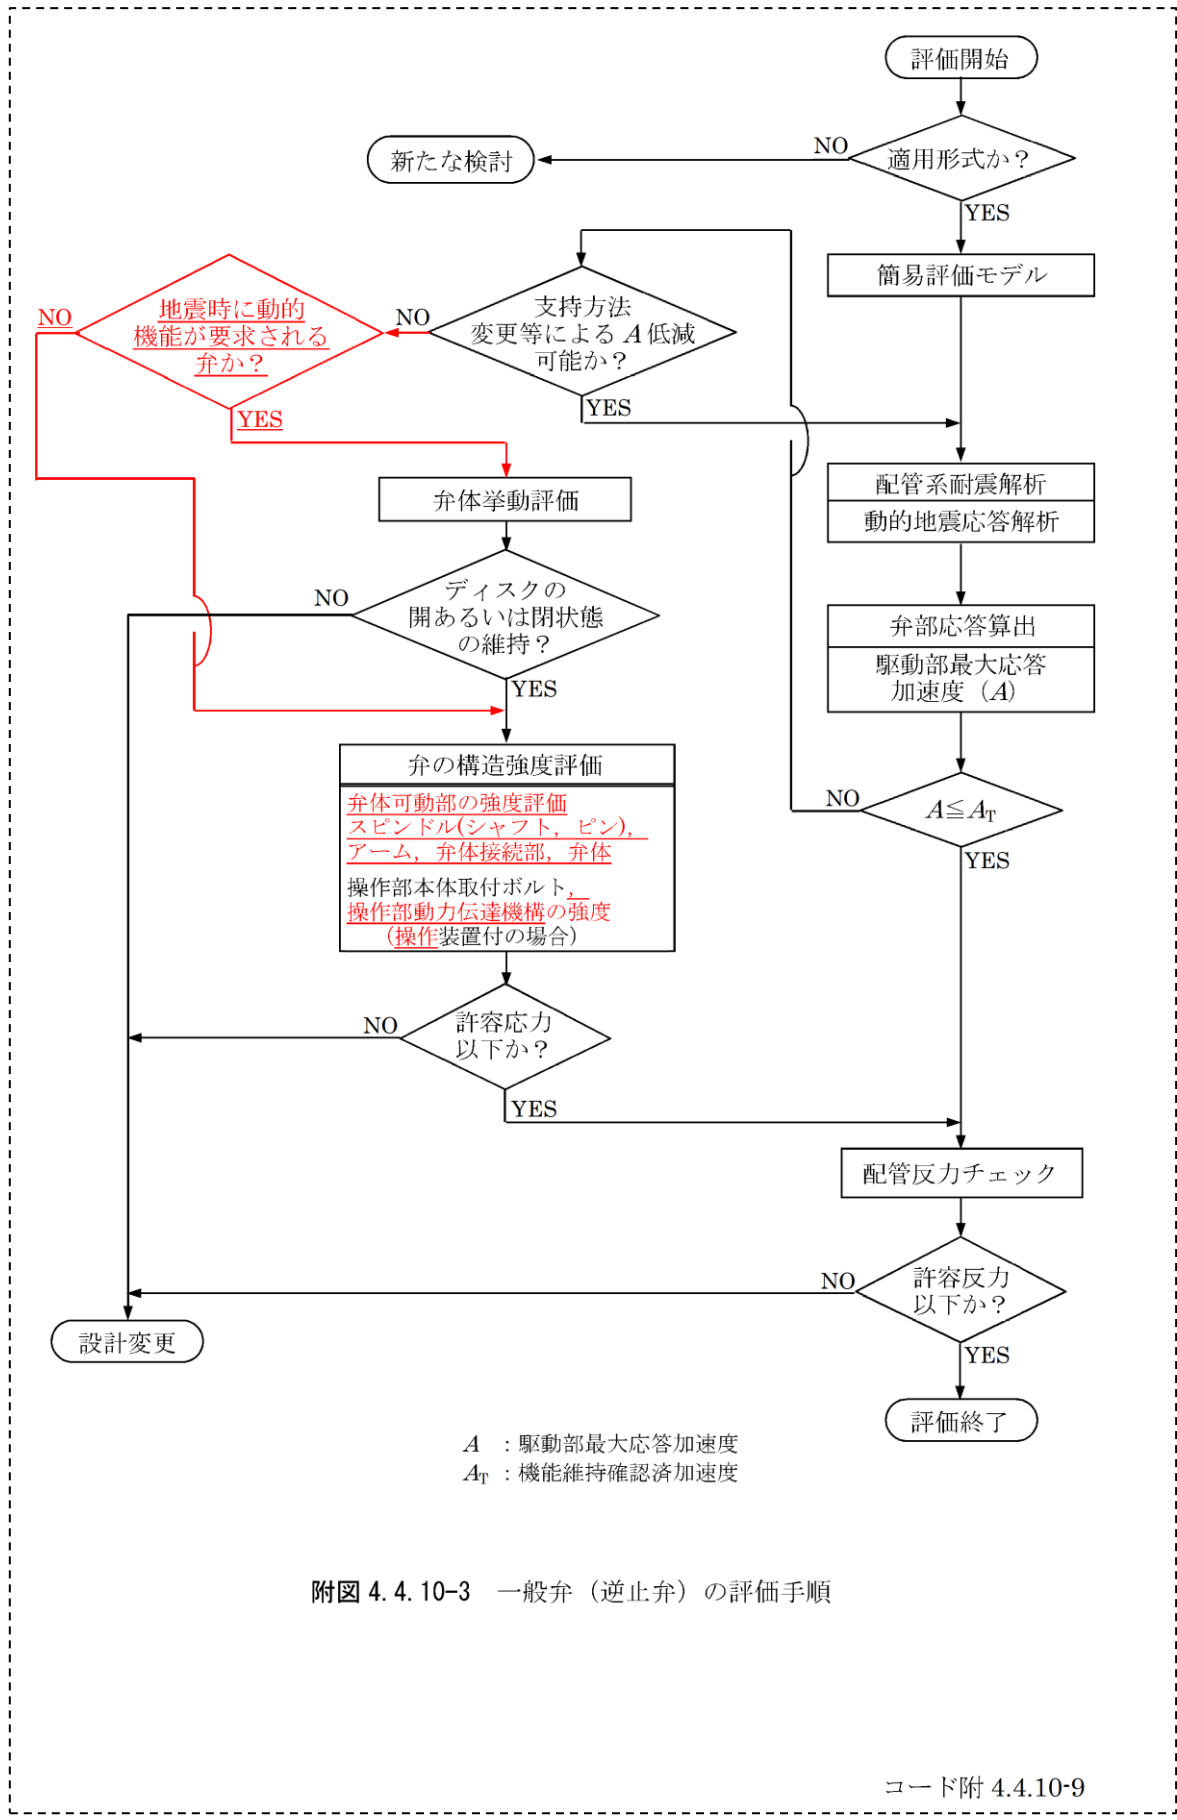 評価開始
適用形式か？
NO
新たな検討
YES
簡易評価モデル
支持方法
変更等による A 低減
可能か？
NO
YES
地震時に動的
機能が要求される
弁か？
NO
YES
配管系耐震解析
動的地震応答解析
弁体挙動評価
ディスクの
開あるいは閉状態
の維持？
NO
YES
弁部応答算出
駆動部最大応答
加速度（A）
A≦A_T
NO
YES
弁の構造強度評価
弁体可動部の強度評価
スピンドル(シャフト，ピン)，
アーム，弁体接続部，弁体
操作部本体取付ボルト，
操作部動力伝達機構の強度
（操作装置付の場合）
許容応力
以下か？
NO
YES
配管反力チェック
許容反力
以下か？
NO
YES
設計変更
評価終了
A ：駆動部最大応答加速度
A_T ：機能維持確認済加速度
附図 4.4.10-3 一般弁（逆止弁）の評価手順
コード附 4.4.10-9